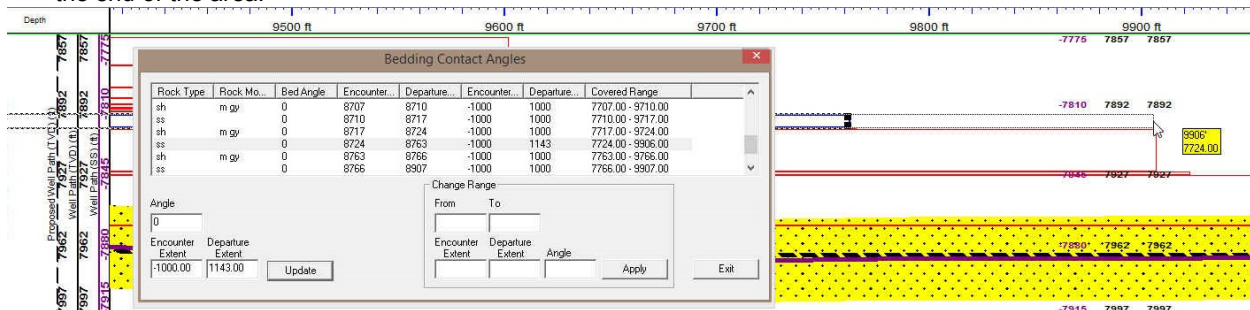 the end of the area.
Depth
9500 ft 9600 ft 9700 ft 9800 ft 9900 ft
-7775 7857 7857
-7810 7892 7892
-7845 7927 7927
-7880 7962 7962
-7915 7997 7997
Proposed Well Path (TVD) (ft)
Well Path (TVD) (ft)
Well Path (SS) (ft)
7857 7857 -7775
7892 7892 -7810
7927 7927 -7845
7962 7962 -7880
7997 7997 -7915
Bedding Contact Angles
Rock Type Rock Mo... Bed Angle Encounter... Departure... Encounter... Departure... Covered Range
sh m gy 0 8707 8710 -1000 1000 7707.00 - 9710.00
ss 0 8710 8717 -1000 1000 7710.00 - 9717.00
sh m gy 0 8717 8724 -1000 1000 7717.00 - 9724.00
ss 0 8724 8763 -1000 1143 7724.00 - 9906.00
sh m gy 0 8763 8766 -1000 1000 7763.00 - 9766.00
ss 0 8766 8907 -1000 1000 7766.00 - 9907.00
Angle
0
Encounter Extent
Departure Extent
-1000.00 1143.00 Update
Change Range
From To
Encounter Extent
Departure Extent
Angle
Apply
Exit
9906'
7724.00